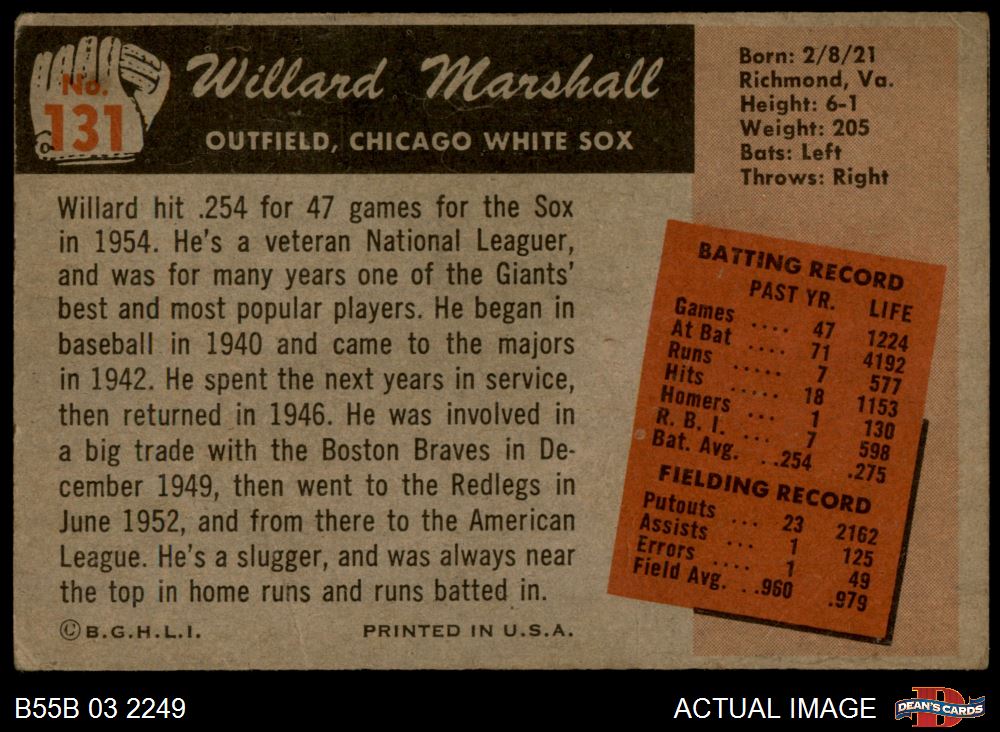 No.
131
Willard Marshall
OUTFIELD, CHICAGO WHITE SOX
Born: 2/8/21
Richmond, Va.
Height: 6-1
Weight: 205
Bats: Left
Throws: Right
Willard hit .254 for 47 games for the Sox
in 1954. He's a veteran National Leaguer,
and was for many years one of the Giants'
best and most popular players. He began in
baseball in 1940 and came to the majors
in 1942. He spent the next years in service,
then returned in 1946. He was involved in
a big trade with the Boston Braves in De-
cember 1949, then went to the Redlegs in
June 1952, and from there to the American
League. He's a slugger, and was always near
the top in home runs and runs batted in.
©B.G.H.L.I. PRINTED IN U.S.A.
BATTING RECORD
PAST YR. LIFE
Games .... 47 1224
At Bat .... 71 4192
Runs ..... 7 577
Hits ..... 18 1153
Homers ... 1 130
R. B. I. ... 7 598
Bat. Avg. ...254 .275
FIELDING RECORD
Putouts ... 23 2162
Assists ... 1 125
Errors .... 1 49
Field Avg. ...960 .979
B55B 03 2249
ACTUAL IMAGE
DEAN'S CARDS